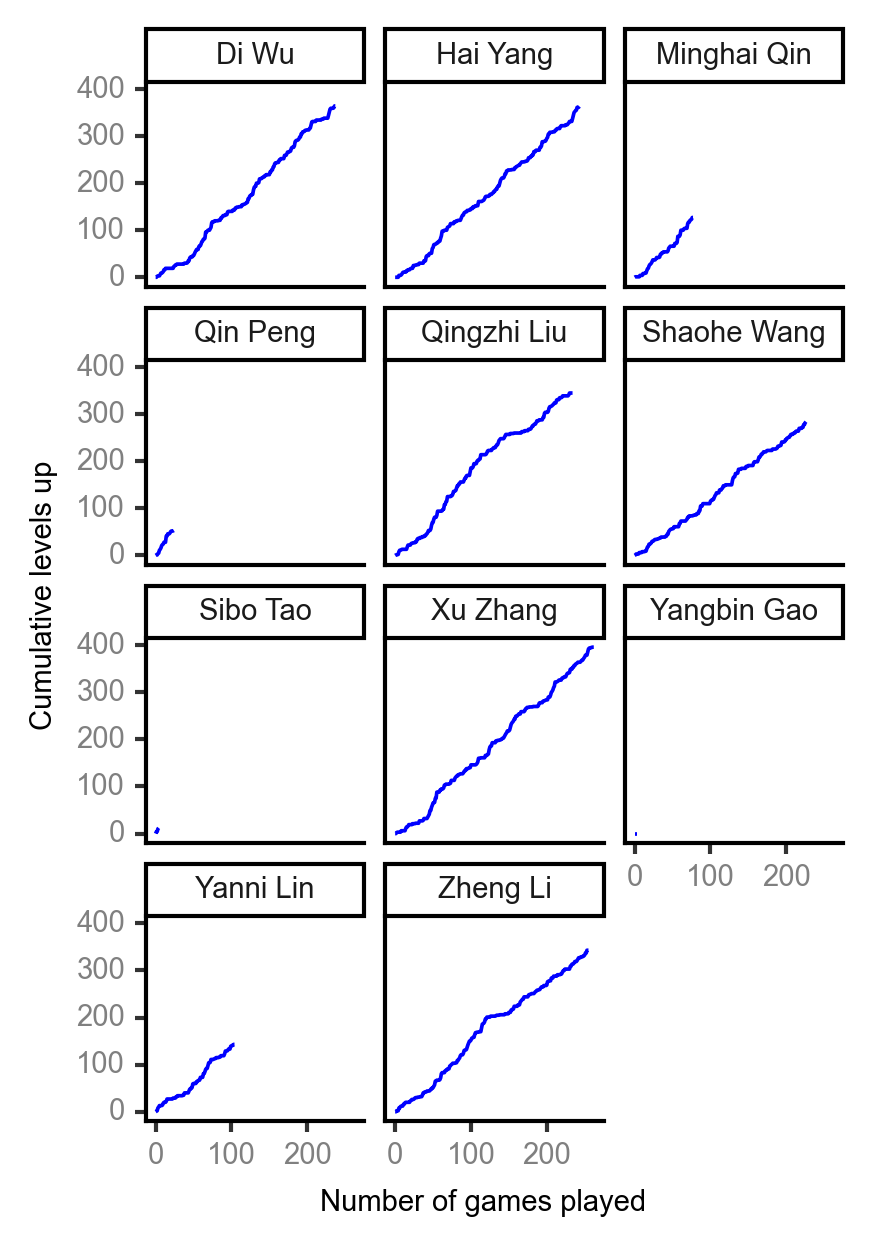 Di Wu Hai Yang Minghai Qin
400
300
200
100
0
Qin Peng Qingzhi Liu Shaohe Wang
400
300
200
100
0
Cumulative levels up
Sibo Tao Xu Zhang Yangbin Gao
400
300
200
100
0
0 100 200
Yanni Lin Zheng Li
400
300
200
100
0
0 100 200 0 100 200
Number of games played